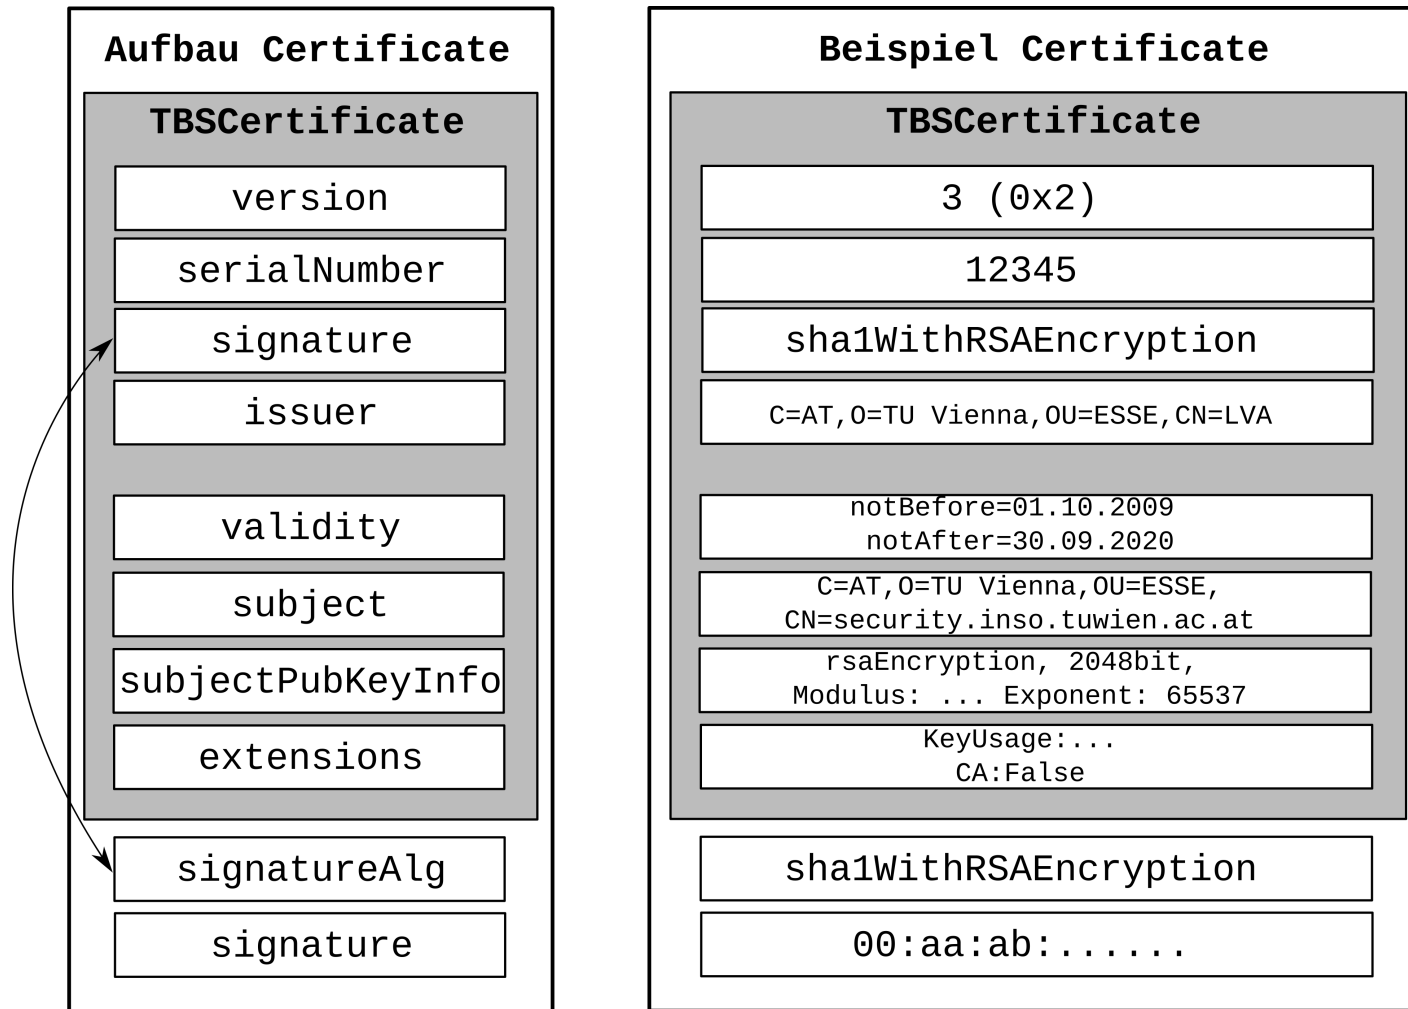 Aufbau Certificate
TBSCertificate
version
serialNumber
signature
issuer
validity
subject
subjectPubKeyInfo
extensions
signatureAlg
signature
Beispiel Certificate
TBSCertificate
3 (0x2)
12345
sha1WithRSAEncryption
C=AT,O=TU Vienna,OU=ESSE,CN=LVA
notBefore=01.10.2009
notAfter=30.09.2020
C=AT,O=TU Vienna,OU=ESSE,
CN=security.inso.tuwien.ac.at
rsaEncryption, 2048bit,
Modulus: ... Exponent: 65537
KeyUsage:...
CA:False
sha1WithRSAEncryption
00:aa:ab:......